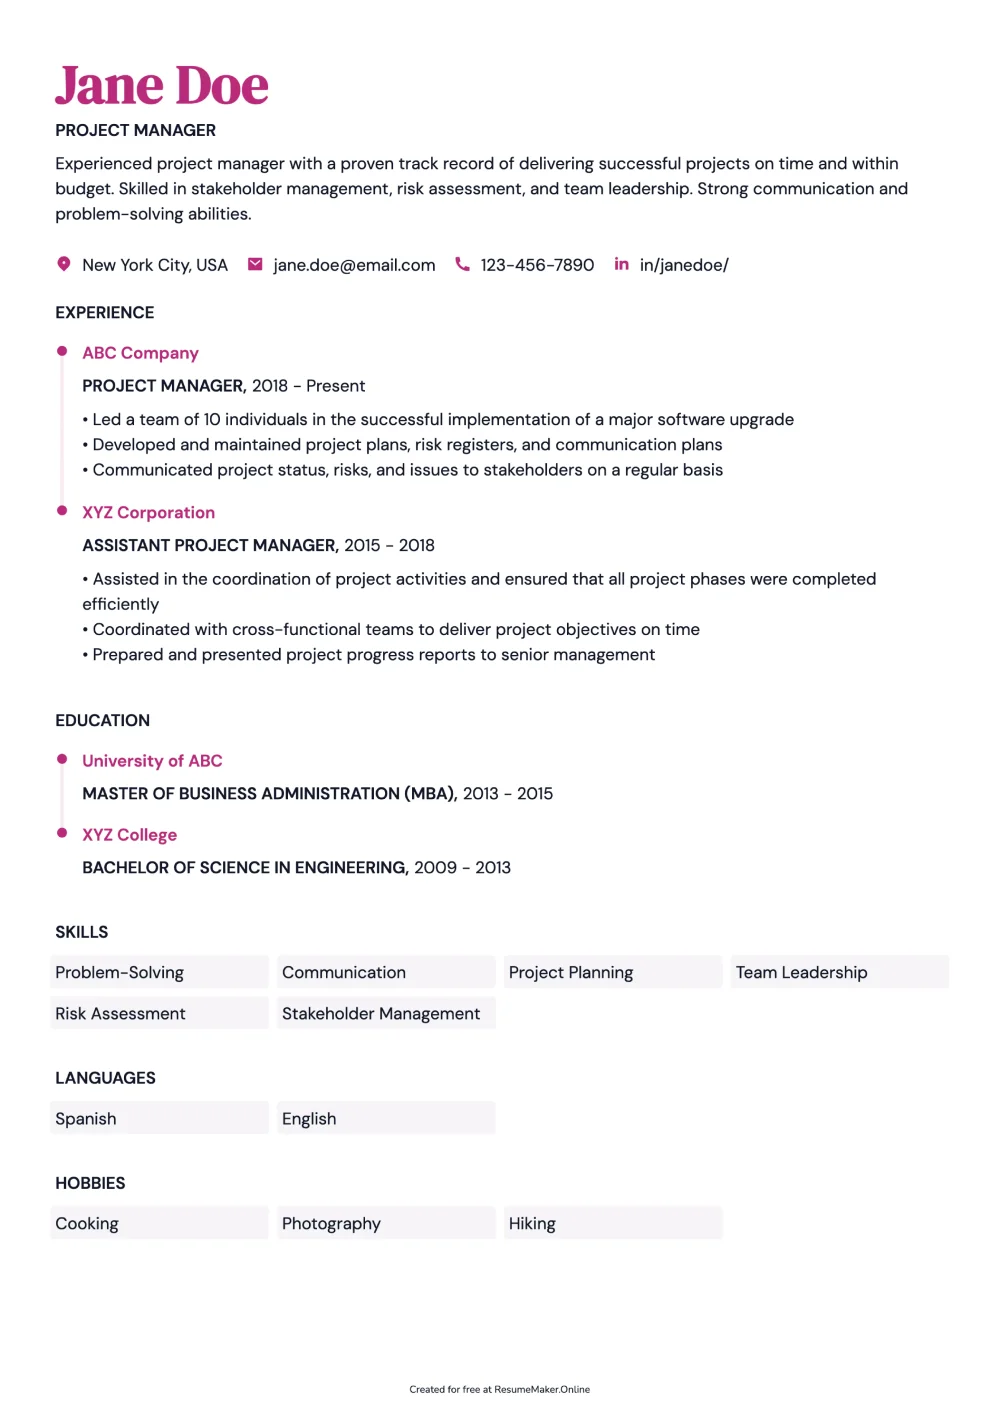 Jane Doe
PROJECT MANAGER
Experienced project manager with a proven track record of delivering successful projects on time and within
budget. Skilled in stakeholder management, risk assessment, and team leadership. Strong communication and
problem-solving abilities.
New York City, USA jane.doe@email.com 123-456-7890 in in/janedoe/
EXPERIENCE
ABC Company
PROJECT MANAGER, 2018 - Present
• Led a team of 10 individuals in the successful implementation of a major software upgrade
• Developed and maintained project plans, risk registers, and communication plans
• Communicated project status, risks, and issues to stakeholders on a regular basis
XYZ Corporation
ASSISTANT PROJECT MANAGER, 2015 - 2018
• Assisted in the coordination of project activities and ensured that all project phases were completed
efficiently
• Coordinated with cross-functional teams to deliver project objectives on time
• Prepared and presented project progress reports to senior management
EDUCATION
University of ABC
MASTER OF BUSINESS ADMINISTRATION (MBA), 2013 - 2015
XYZ College
BACHELOR OF SCIENCE IN ENGINEERING, 2009 - 2013
SKILLS
Problem-Solving Communication Project Planning Team Leadership
Risk Assessment Stakeholder Management
LANGUAGES
Spanish English
HOBBIES
Cooking Photography Hiking
Created for free at ResumeMaker.Online